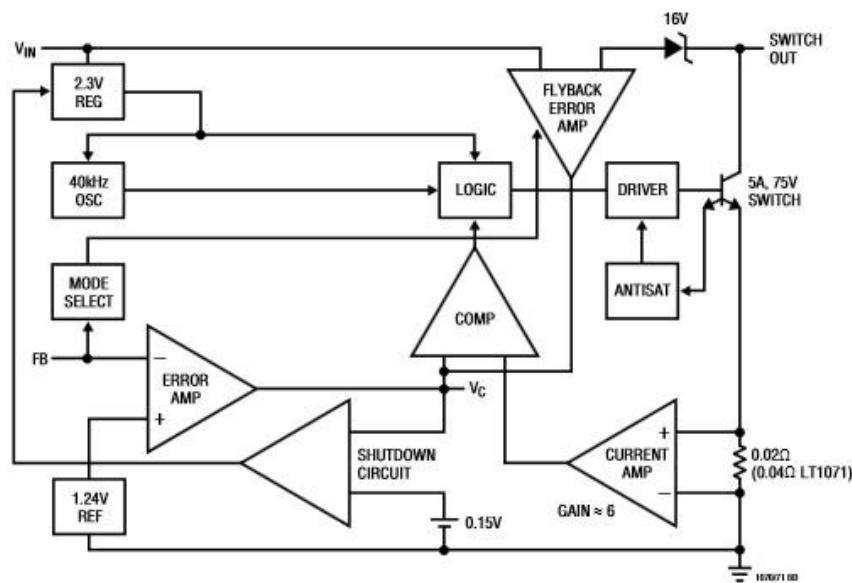 16V
V_IN
SWITCH
OUT
2.3V
REG
FLYBACK
ERROR
AMP
40kHz
OSC
LOGIC
DRIVER
5A, 75V
SWITCH
MODE
SELECT
ANTISAT
COMP
FB
−
ERROR
AMP
+
V_C
SHUTDOWN
CIRCUIT
+
CURRENT
AMP
−
0.02Ω
(0.04Ω LT1071)
1.24V
REF
0.15V
GAIN ≈ 6